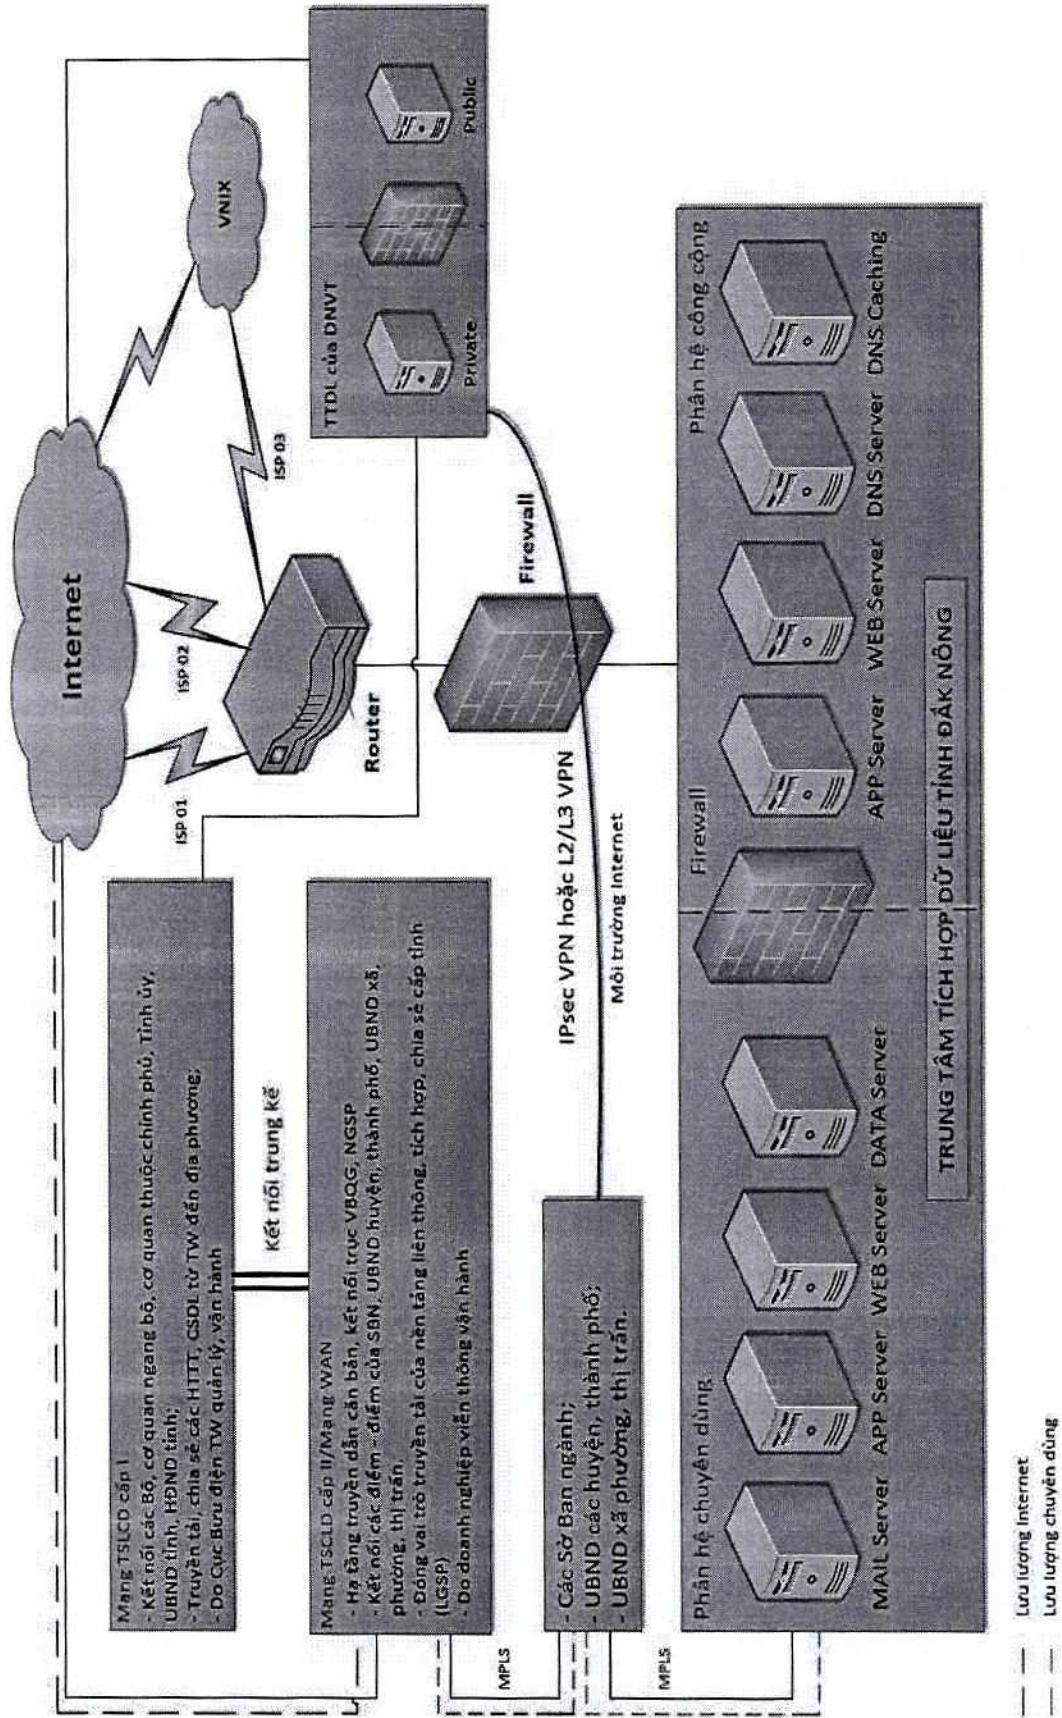 Internet
VNIX
ISP 01
ISP 02
ISP 03
Router
Firewall
TTDL của DNVT
Private
Public
Mạng TSLCD cấp I
- Kết nối các Bộ, cơ quan ngang bộ, cơ quan thuộc chính phủ, Tỉnh ủy,
UBND tỉnh, HĐND tỉnh;
- Truyền tải, chia sẻ các HTTT, CSDL từ TW đến địa phương;
- Do Cục Bưu điện TW quản lý, vận hành
Kết nối trung kế
Mạng TSCLD cấp II/Mạng WAN
- Hạ tầng truyền dẫn căn bản, kết nối trục VBQG, NGSP
- Kết nối các điểm - điểm của SBN, UBND huyện, thành phố, UBND xã,
phường, thị trấn.
- Đóng vai trò truyền tải của nền tảng liên thông, tích hợp, chia sẻ cấp tỉnh
(LGSP)
- Do doanh nghiệp viễn thông vận hành
IPsec VPN hoặc L2/L3 VPN
Môi trường Internet
MPLS
- Các Sở Ban ngành;
- UBND các huyện, thành phố;
- UBND xã phường, thị trấn.
MPLS
Phân hệ chuyên dùng
Firewall
Phân hệ công cộng
MAIL Server
APP Server
WEB Server
DATA Server
APP Server
WEB Server
DNS Server
DNS Caching
TRUNG TÂM TÍCH HỢP DỮ LIỆU TỈNH ĐẮK NÔNG
Lưu lượng Internet
Lưu lượng chuyên dùng